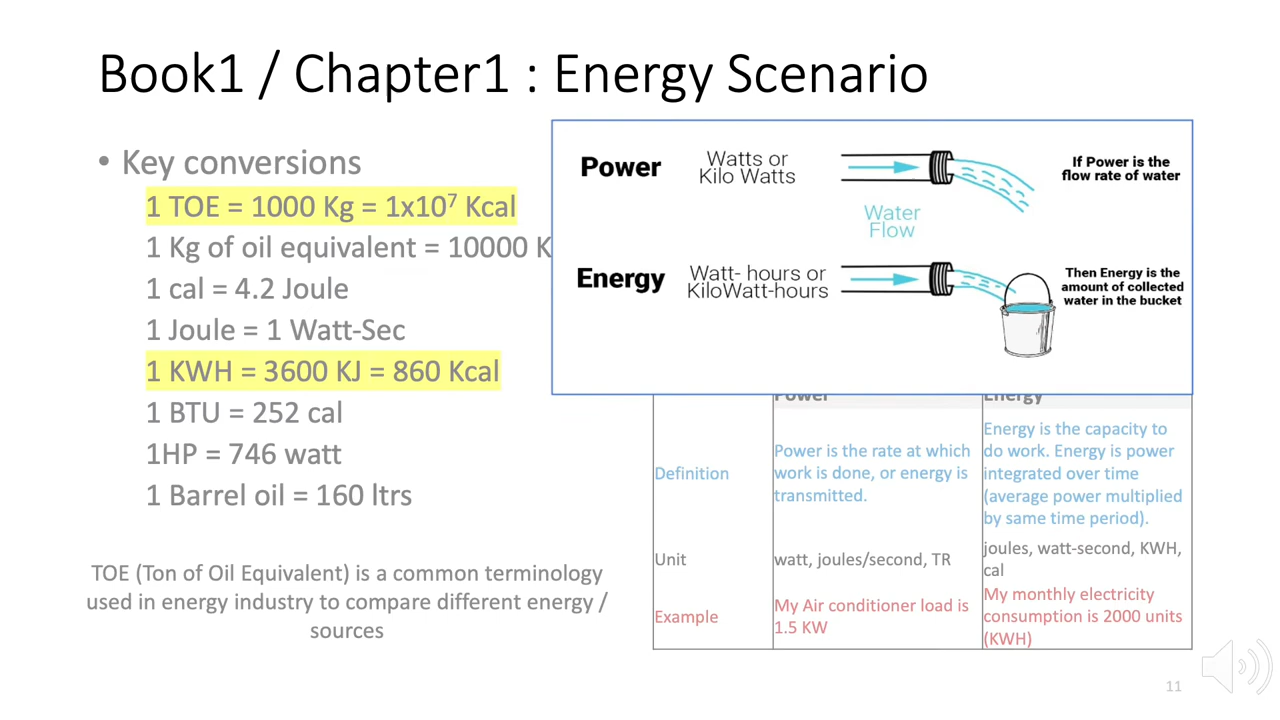 Book1 / Chapter1 : Energy Scenario
• Key conversions
1 TOE = 1000 Kg = 1x10⁷ Kcal
1 Kg of oil equivalent = 10000 K
1 cal = 4.2 Joule
1 Joule = 1 Watt-Sec
1 KWH = 3600 KJ = 860 Kcal
1 BTU = 252 cal
1HP = 746 watt
1 Barrel oil = 160 ltrs
TOE (Ton of Oil Equivalent) is a common terminology
used in energy industry to compare different energy /
sources
Power
Watts or
Kilo Watts
If Power is the
flow rate of water
Water
Flow
Energy
Watt- hours or
KiloWatt-hours
Then Energy is the
amount of collected
water in the bucket
Power
Energy
Definition
Power is the rate at which
work is done, or energy is
transmitted.
Energy is the capacity to
do work. Energy is power
integrated over time
(average power multiplied
by same time period).
Unit
watt, joules/second, TR
joules, watt-second, KWH,
cal
Example
My Air conditioner load is
1.5 KW
My monthly electricity
consumption is 2000 units
(KWH)
11